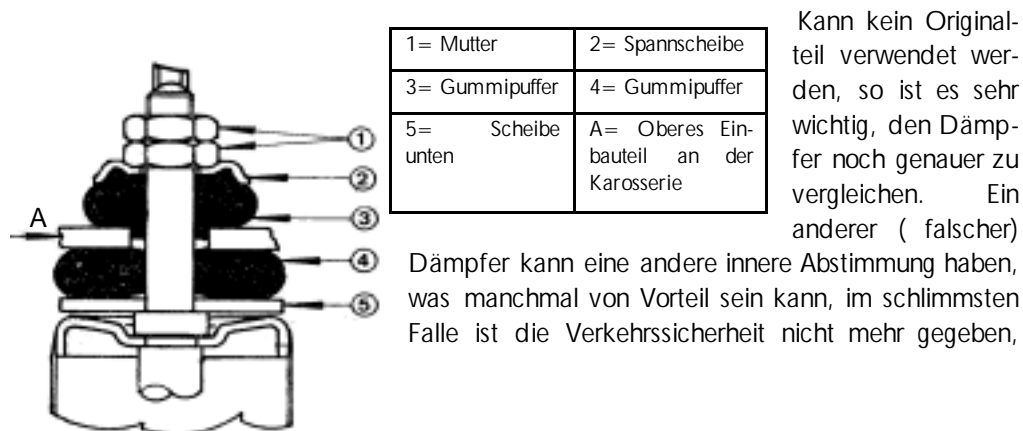 A
1
2
3
4
5
1= Mutter
2= Spannscheibe
3= Gummipuffer
4= Gummipuffer
5= Scheibe
unten
A= Oberes Ein-
bauteil an der
Karosserie
Kann kein Original-
teil verwendet wer-
den, so ist es sehr
wichtig, den Dämp-
fer noch genauer zu
vergleichen. Ein
anderer ( falscher)
Dämpfer kann eine andere innere Abstimmung haben,
was manchmal von Vorteil sein kann, im schlimmsten
Falle ist die Verkehrssicherheit nicht mehr gegeben,